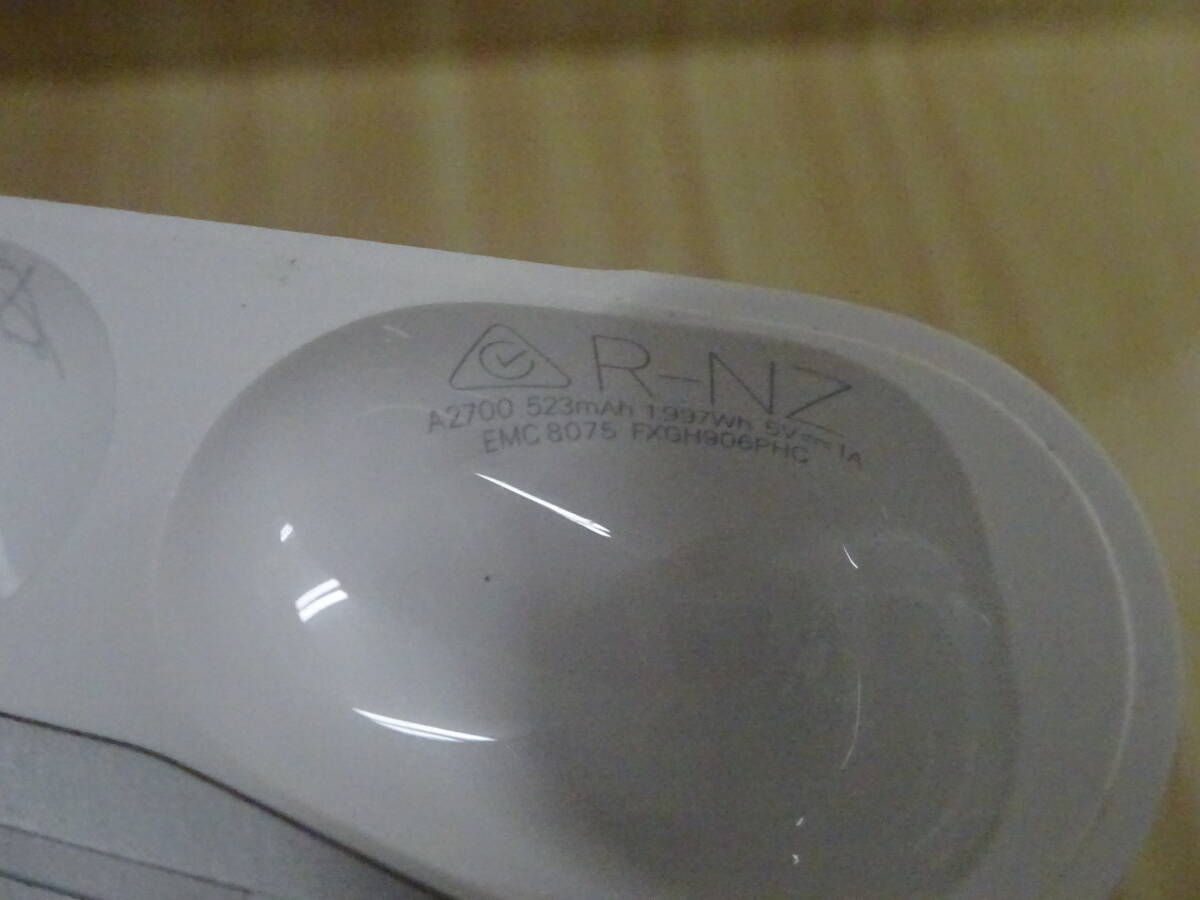 R-NZ
A2700 523mAh 1.997Wh 5V⎓1A
EMC 8075 FXGH906PHC